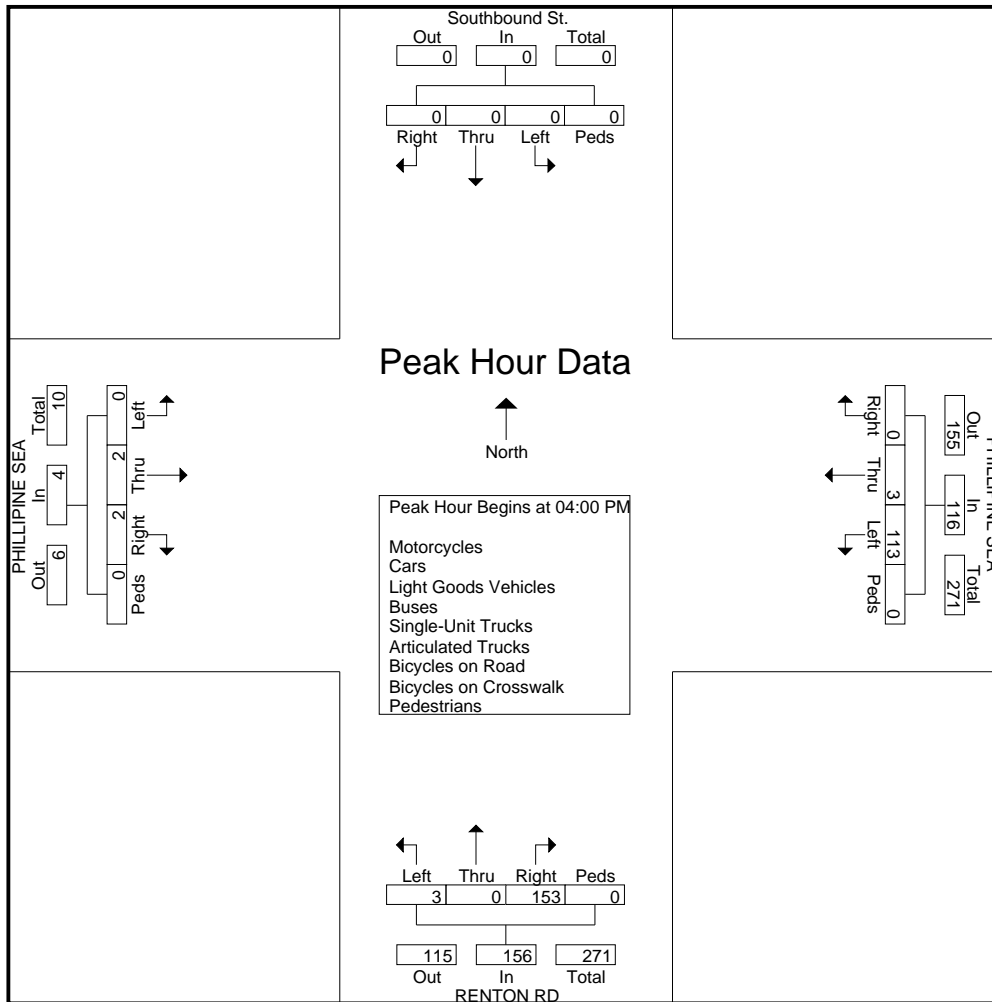 Southbound St.
Out In Total
0 0 0
0 0 0 0
Right Thru Left Peds
Peak Hour Data
North
PHILLIPINE SEA
Total In Out
10 4 6
0 2 2 0
Left Thru Right Peds
Right Thru Left Peds
0 3 113 0
Out In Total
155 116 271
PHILLIPINE SEA
Peak Hour Begins at 04:00 PM
Motorcycles
Cars
Light Goods Vehicles
Buses
Single-Unit Trucks
Articulated Trucks
Bicycles on Road
Bicycles on Crosswalk
Pedestrians
Left Thru Right Peds
3 0 153 0
115 156 271
Out In Total
RENTON RD